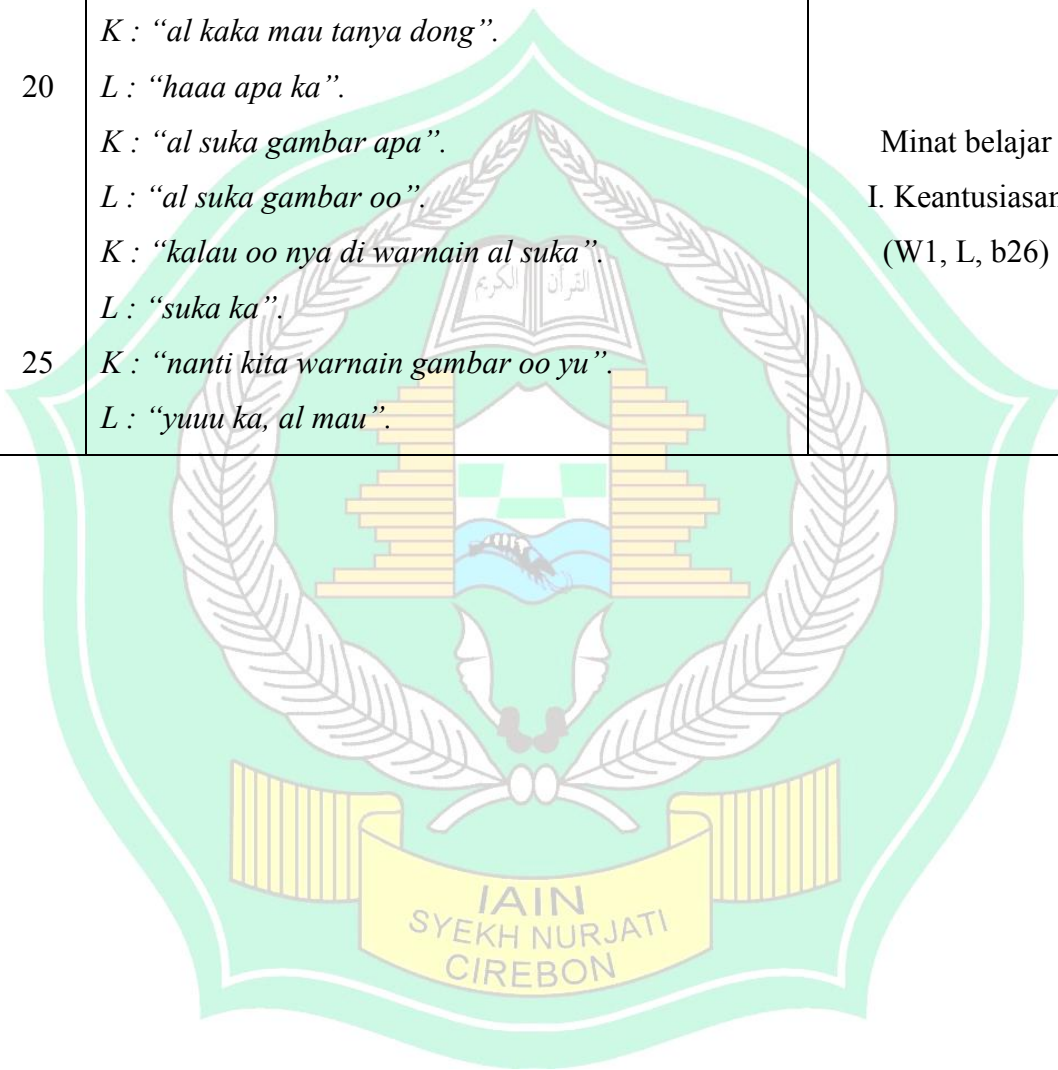 K : “al kaka mau tanya dong”.
20 L : “haaa apa ka”.
K : “al suka gambar apa”. Minat belajar
L : “al suka gambar oo”. I. Keantusiasan
K : “kalau oo nya di warnain al suka”. (W1, L, b26)
L : “suka ka”.
25 K : “nanti kita warnain gambar oo yu”.
L : “yuuu ka, al mau”.
القرآن الكريم
IAIN
SYEKH NURJATI
CIREBON